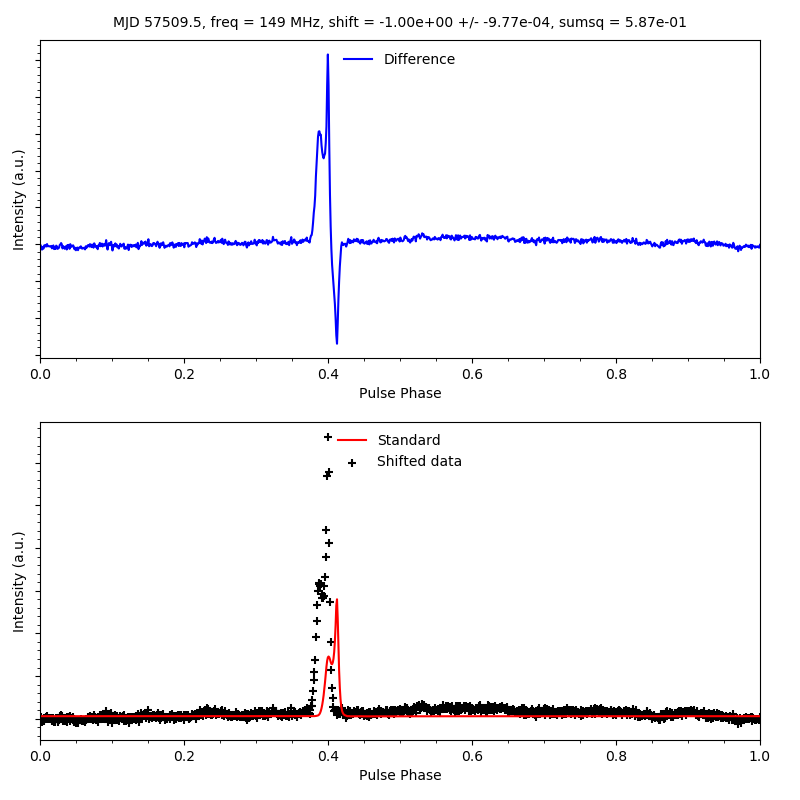 MJD 57509.5, freq = 149 MHz, shift = -1.00e+00 +/- -9.77e-04, sumsq = 5.87e-01
Difference
Intensity (a.u.)
0.0 0.2 0.4 0.6 0.8 1.0
Pulse Phase
Standard
Shifted data
Intensity (a.u.)
0.0 0.2 0.4 0.6 0.8 1.0
Pulse Phase